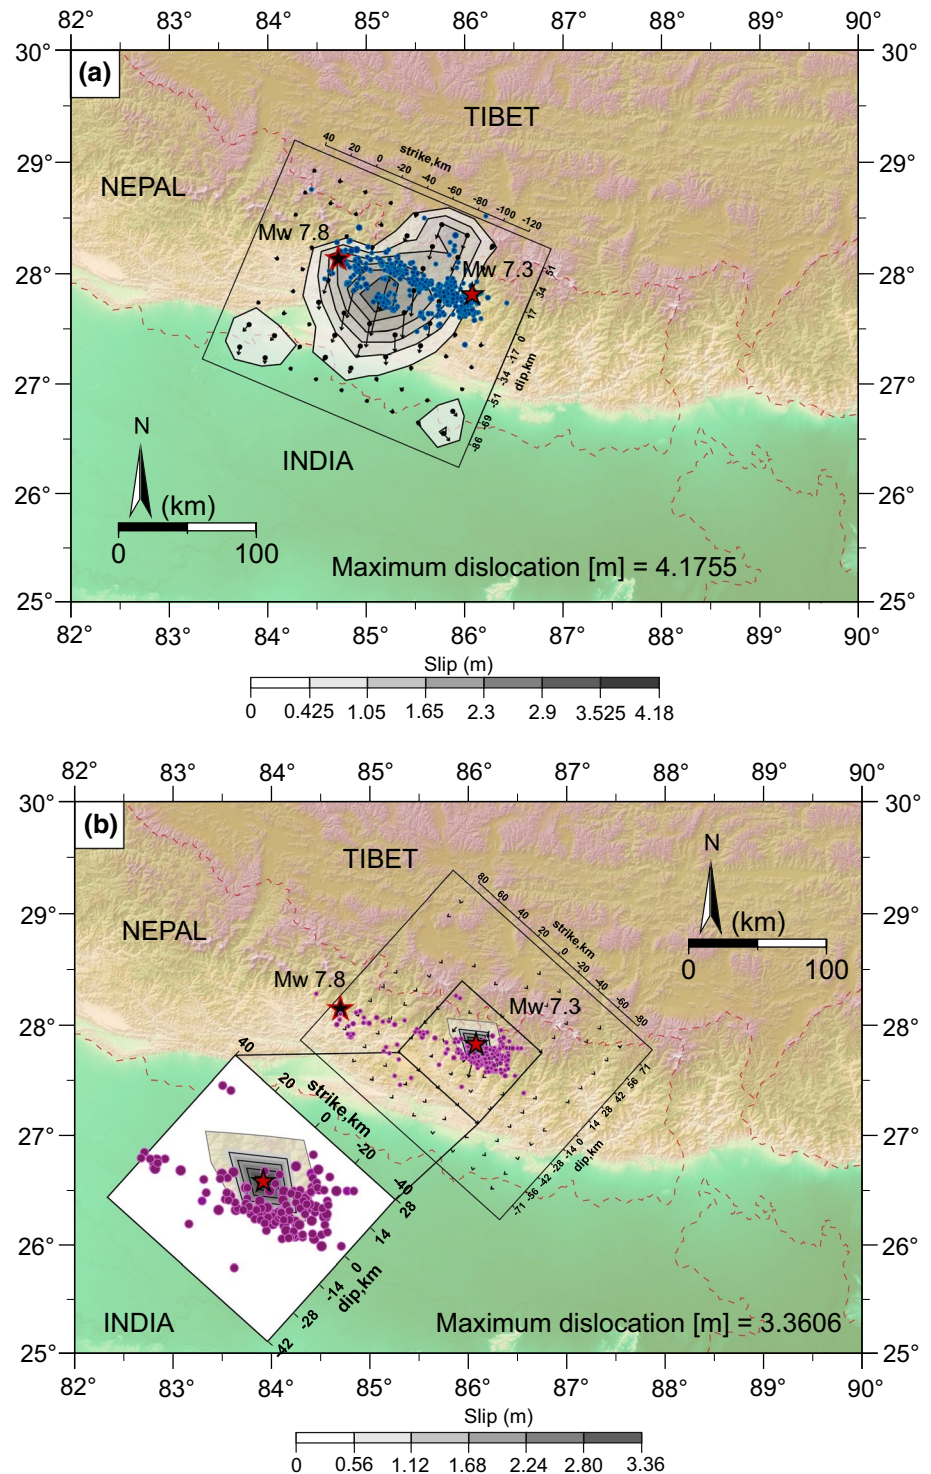 82° 83° 84° 85° 86° 87° 88° 89° 90°
30° 30°
(a)
TIBET
29° 29°
40 20 0 -20 -40 -60 -80 -100 -120
strike,km
NEPAL
Mw 7.8
28° 28°
Mw 7.3
51 34 17 0 -17 -34 -51 -69 -86
dip,km
27° 27°
INDIA
N
26° 26°
(km)
0 100
Maximum dislocation [m] = 4.1755
25° 25°
82° 83° 84° 85° 86° 87° 88° 89° 90°
Slip (m)
0 0.425 1.05 1.65 2.3 2.9 3.525 4.18
82° 83° 84° 85° 86° 87° 88° 89° 90°
30° 30°
(b)
N
TIBET
80 60 40 20 0 -20 -40 -60 -80
strike,km
29° 29°
NEPAL
(km)
0 100
Mw 7.8
Mw 7.3
28° 28°
71 56 42 28 14 0 -14 -28 -42 -56 -71
dip,km
40 20 0 -20 -40
strike,km
27° 27°
28 14 0 -14 -28 -42
dip,km
26° 26°
INDIA
Maximum dislocation [m] = 3.3606
25° 25°
82° 83° 84° 85° 86° 87° 88° 89° 90°
Slip (m)
0 0.56 1.12 1.68 2.24 2.80 3.36